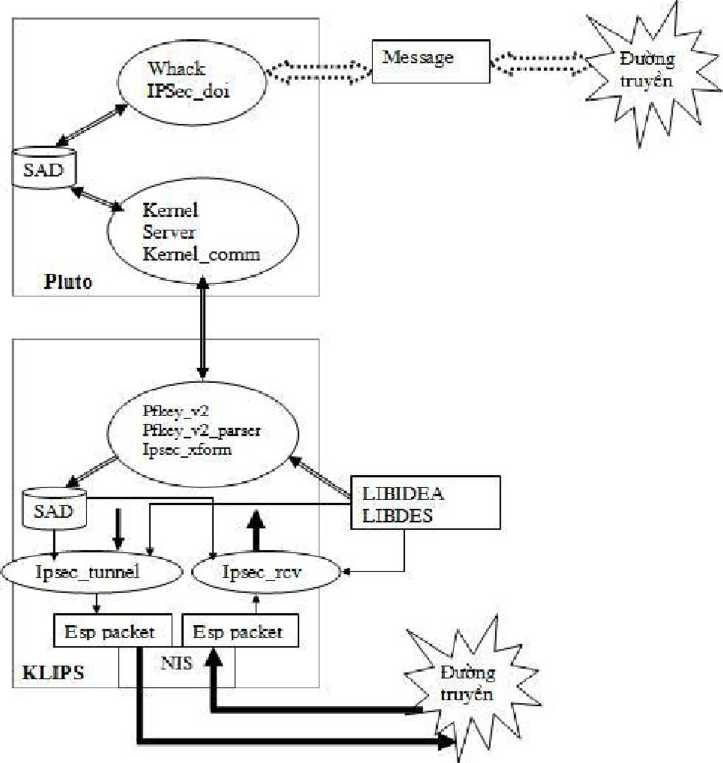 Whack
IPSec_doi
Message
Đường
truyền
SAD
Kernel
Server
Kernel_comm
Pluto
Pfkey_v2
Pfkey_v2_parser
Ipsec_xform
SAD
LIBIDEA
LIBDES
Ipsec_tunnel
Ipsec_rcv
Esp packet
Esp packet
NIS
KLIPS
Đường
truyền